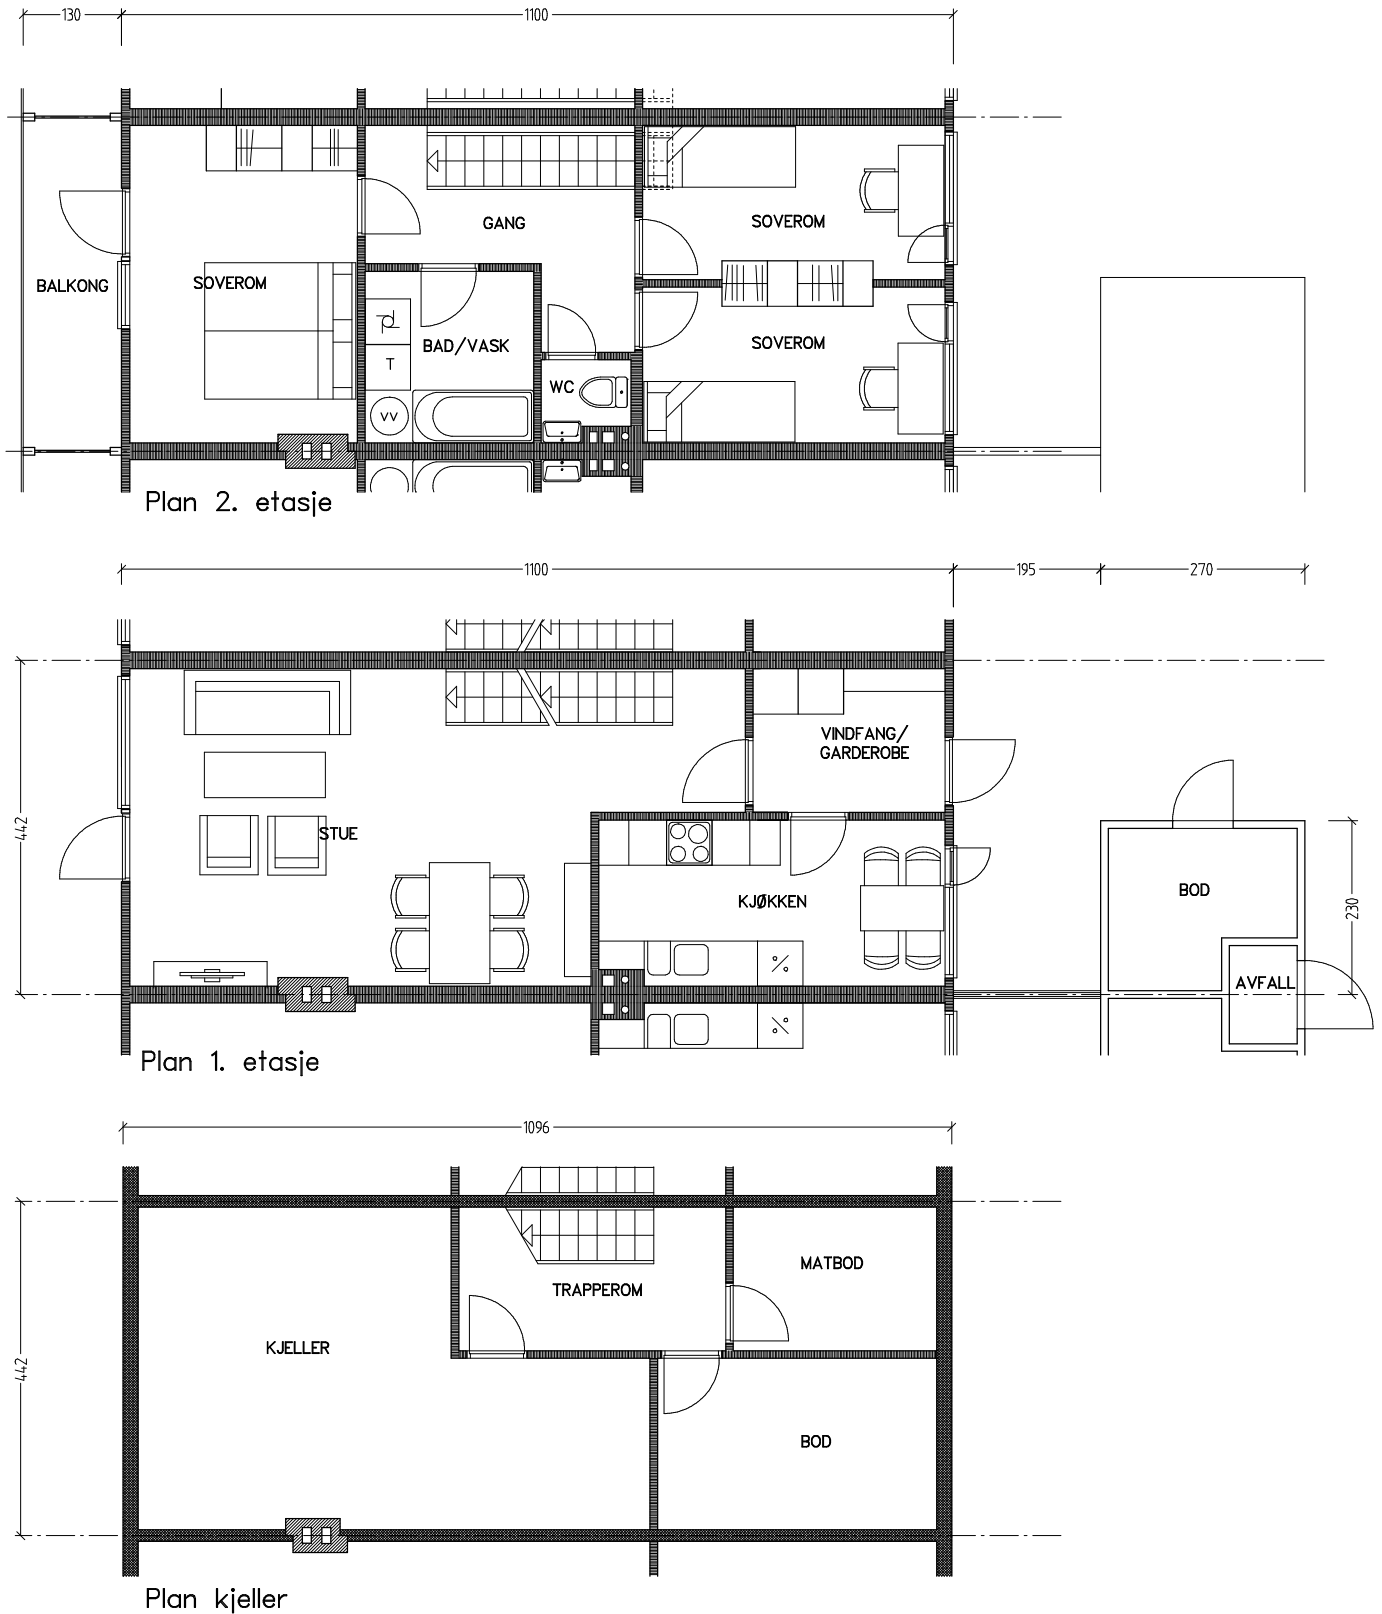 130
1100
GANG
SOVEROM
BALKONG
SOVEROM
BAD/VASK
SOVEROM
T
WC
VV
Plan 2. etasje
1100
195
270
VINDFANG/
GARDEROBE
442
STUE
BOD
KJØKKEN
230
AVFALL
Plan 1. etasje
1096
MATBOD
TRAPPEROM
KJELLER
442
BOD
Plan kjeller